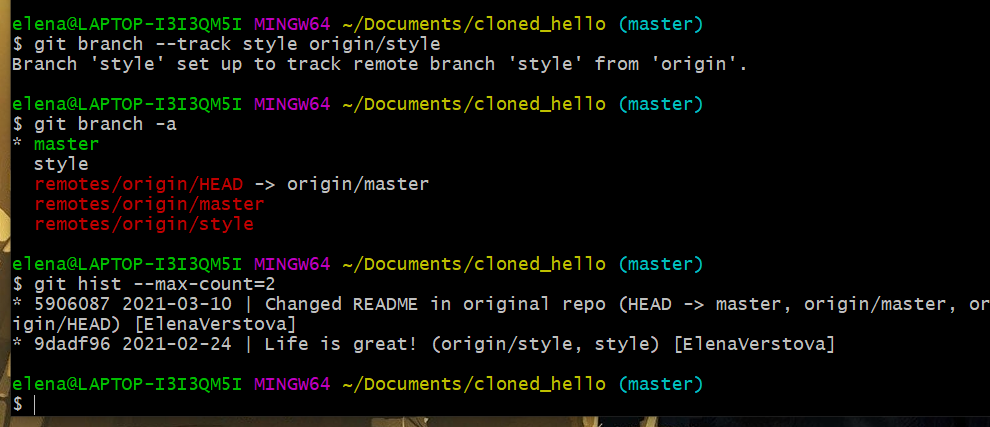 elena@LAPTOP-I3I3QM5I MINGW64 ~/Documents/cloned_hello (master)
$ git branch --track style origin/style
Branch 'style' set up to track remote branch 'style' from 'origin'.

elena@LAPTOP-I3I3QM5I MINGW64 ~/Documents/cloned_hello (master)
$ git branch -a
* master
  style
  remotes/origin/HEAD -> origin/master
  remotes/origin/master
  remotes/origin/style

elena@LAPTOP-I3I3QM5I MINGW64 ~/Documents/cloned_hello (master)
$ git hist --max-count=2
* 5906087 2021-03-10 | Changed README in original repo (HEAD -> master, origin/master, or
igin/HEAD) [ElenaVerstova]
* 9dadf96 2021-02-24 | Life is great! (origin/style, style) [ElenaVerstova]

elena@LAPTOP-I3I3QM5I MINGW64 ~/Documents/cloned_hello (master)
$